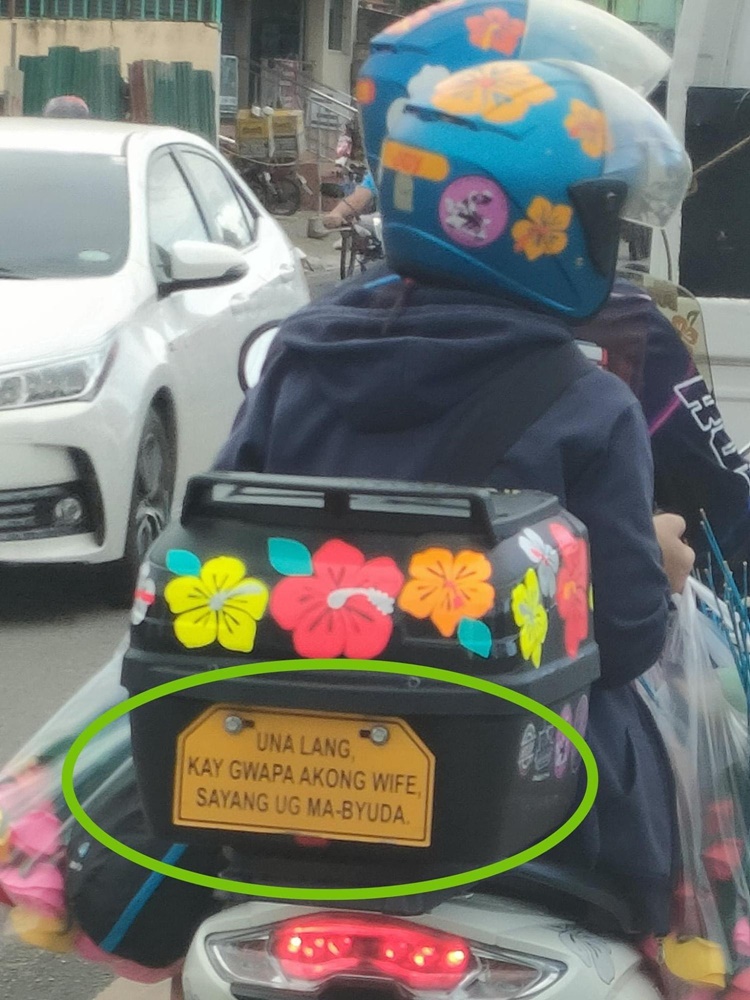 UNA LANG,
KAY GWAPA AKONG WIFE,
SAYANG UG MA-BYUDA.